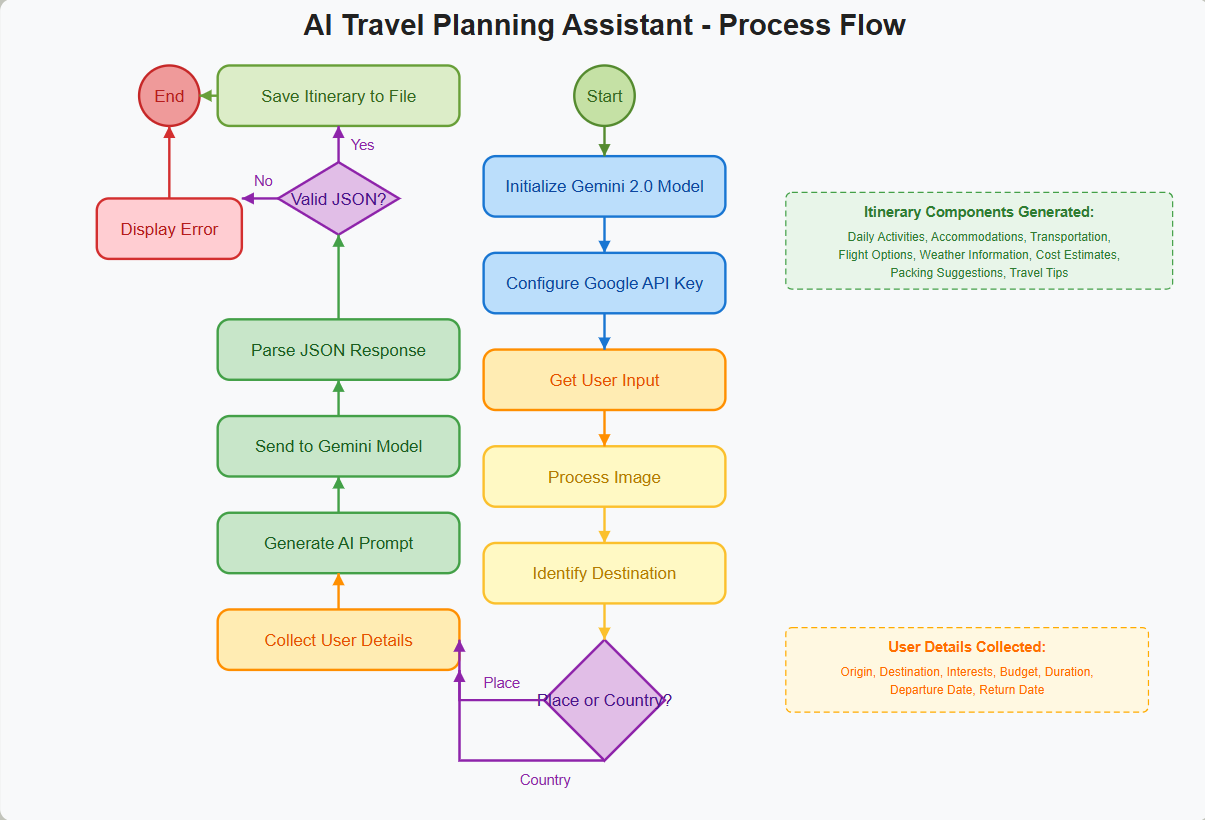 AI Travel Planning Assistant - Process Flow
End
Save Itinerary to File
Start
Yes
No
Valid JSON?
Display Error
Initialize Gemini 2.0 Model
Configure Google API Key
Itinerary Components Generated:
Daily Activities, Accommodations, Transportation,
Flight Options, Weather Information, Cost Estimates,
Packing Suggestions, Travel Tips
Parse JSON Response
Get User Input
Send to Gemini Model
Process Image
Generate AI Prompt
Identify Destination
Collect User Details
Place
Place or Country?
Country
User Details Collected:
Origin, Destination, Interests, Budget, Duration,
Departure Date, Return Date